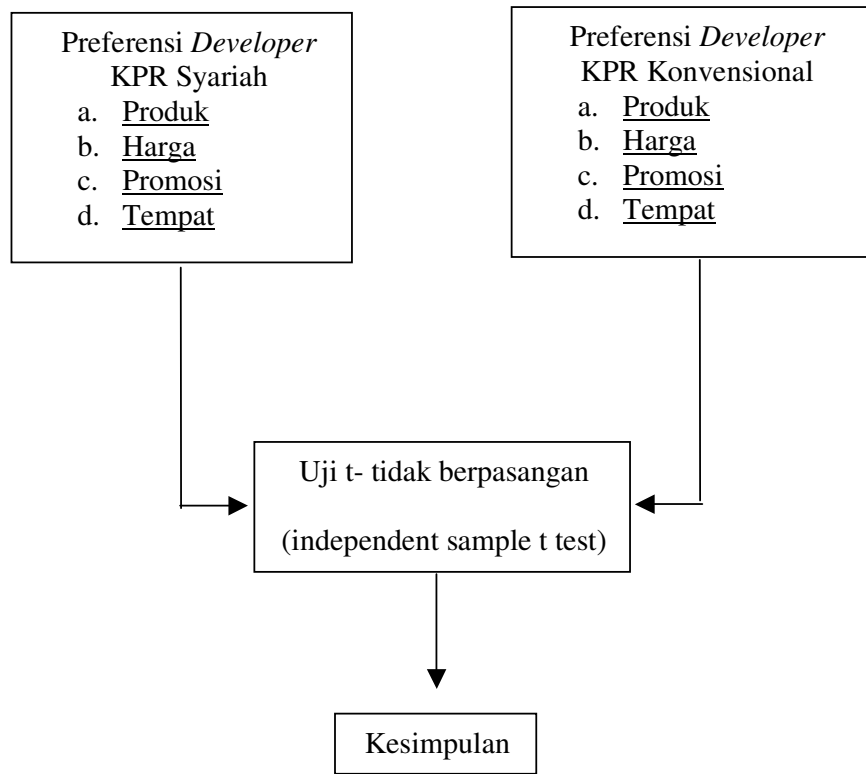 Preferensi Developer
KPR Syariah
a. Produk
b. Harga
c. Promosi
d. Tempat
Preferensi Developer
KPR Konvensional
a. Produk
b. Harga
c. Promosi
d. Tempat
Uji t- tidak berpasangan
(independent sample t test)
Kesimpulan